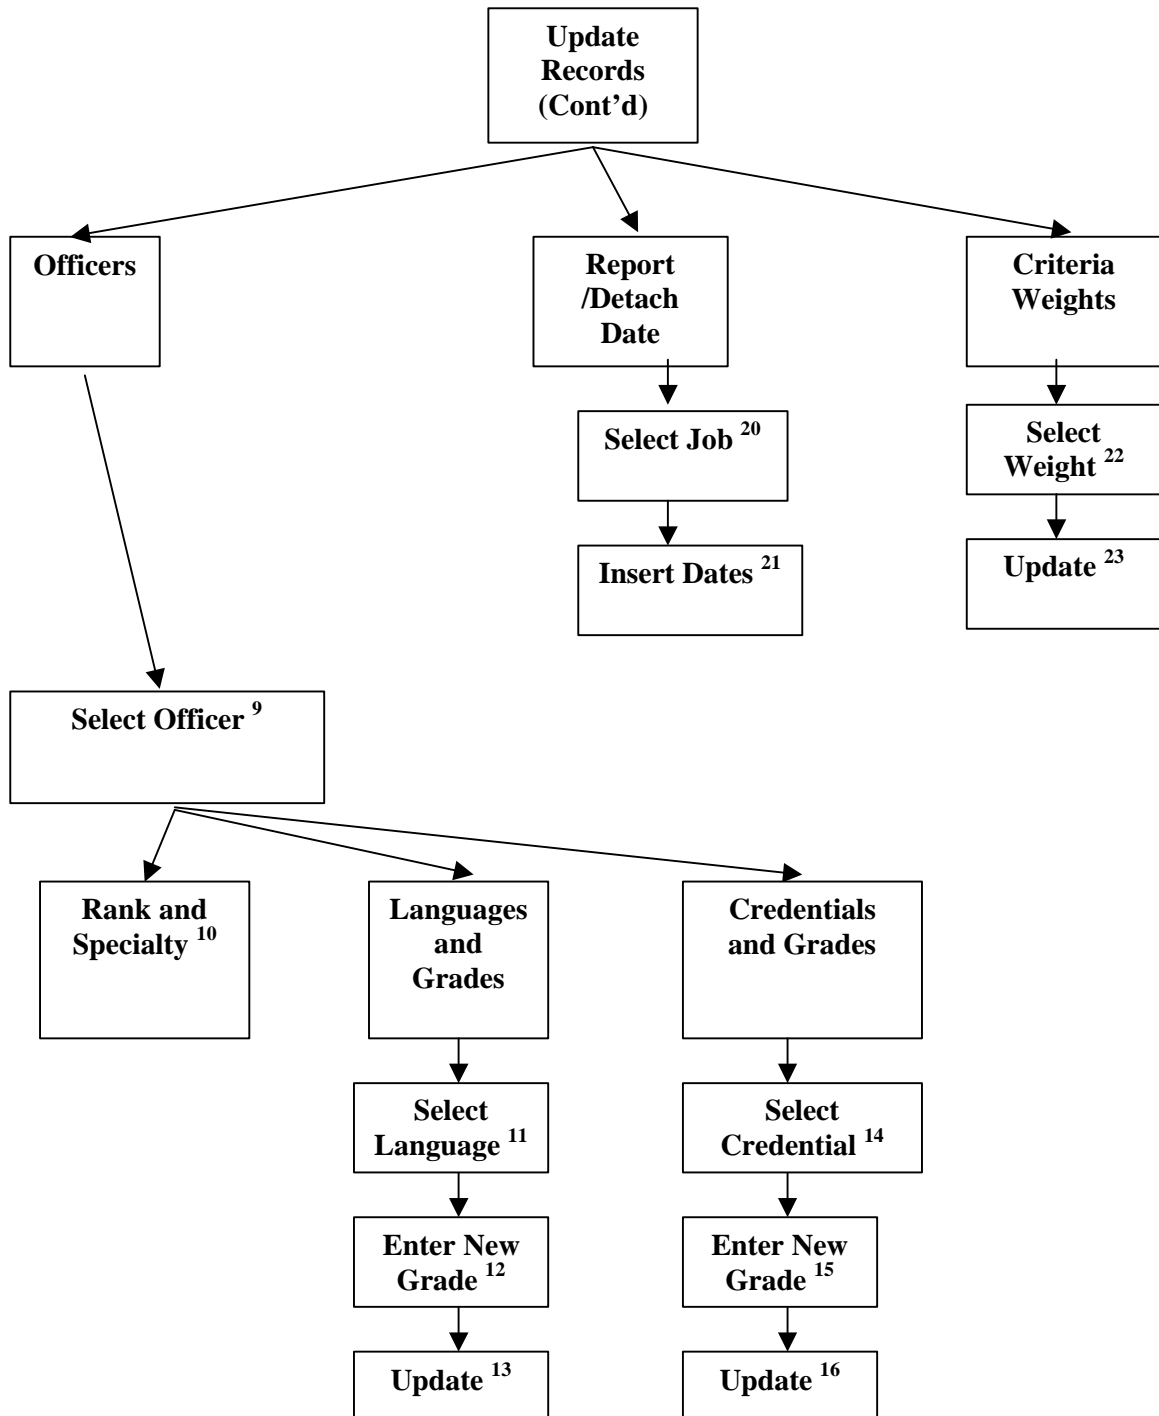 Update
Records
(Cont’d)
Officers
Report
/Detach
Date
Criteria
Weights
Select Job 20
Select
Weight 22
Insert Dates 21
Update 23
Select Officer 9
Rank and
Specialty 10
Languages
and
Grades
Credentials
and Grades
Select
Language 11
Select
Credential 14
Enter New
Grade 12
Enter New
Grade 15
Update 13
Update 16